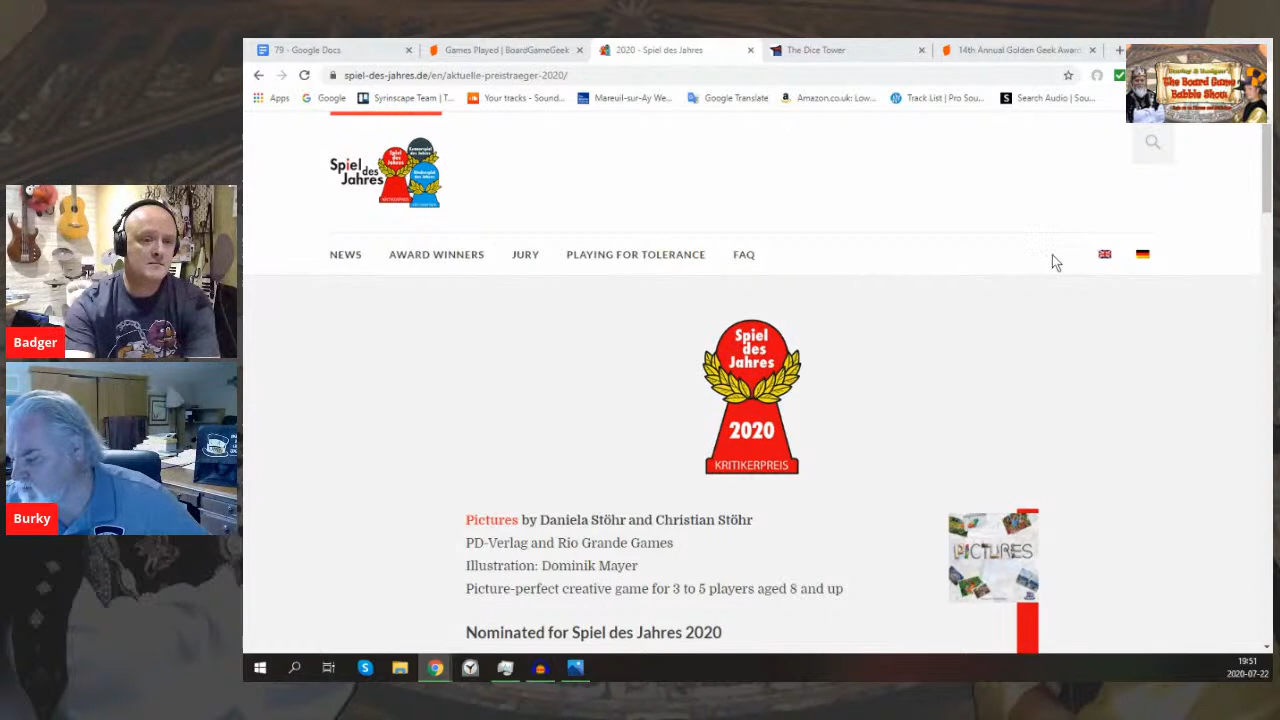 79 - Google Docs
Games Played | BoardGameGeek
2020 - Spiel des Jahres
The Dice Tower
14th Annual Golden Geek Awar
spiel-des-jahres.de/en/aktuelle-preistraeger-2020/
Apps
Google
Syrinscape Team | T...
Your tracks - Sound...
Mareuil-sur-Ay We...
Google Translate
Amazon.co.uk: Low...
Track List | Pro Sou...
Search Audio | Sou...
The Board Game
Babble Show
Spiel
des
Jahres
NEWS
AWARD WINNERS
JURY
PLAYING FOR TOLERANCE
FAQ
Spiel
des
Jahres
2020
KRITIKERPREIS
Pictures by Daniela Stöhr and Christian Stöhr
PD-Verlag and Rio Grande Games
Illustration: Dominik Mayer
Picture-perfect creative game for 3 to 5 players aged 8 and up
PICTURES
Nominated for Spiel des Jahres 2020
Badger
Burky
19:51
2020-07-22